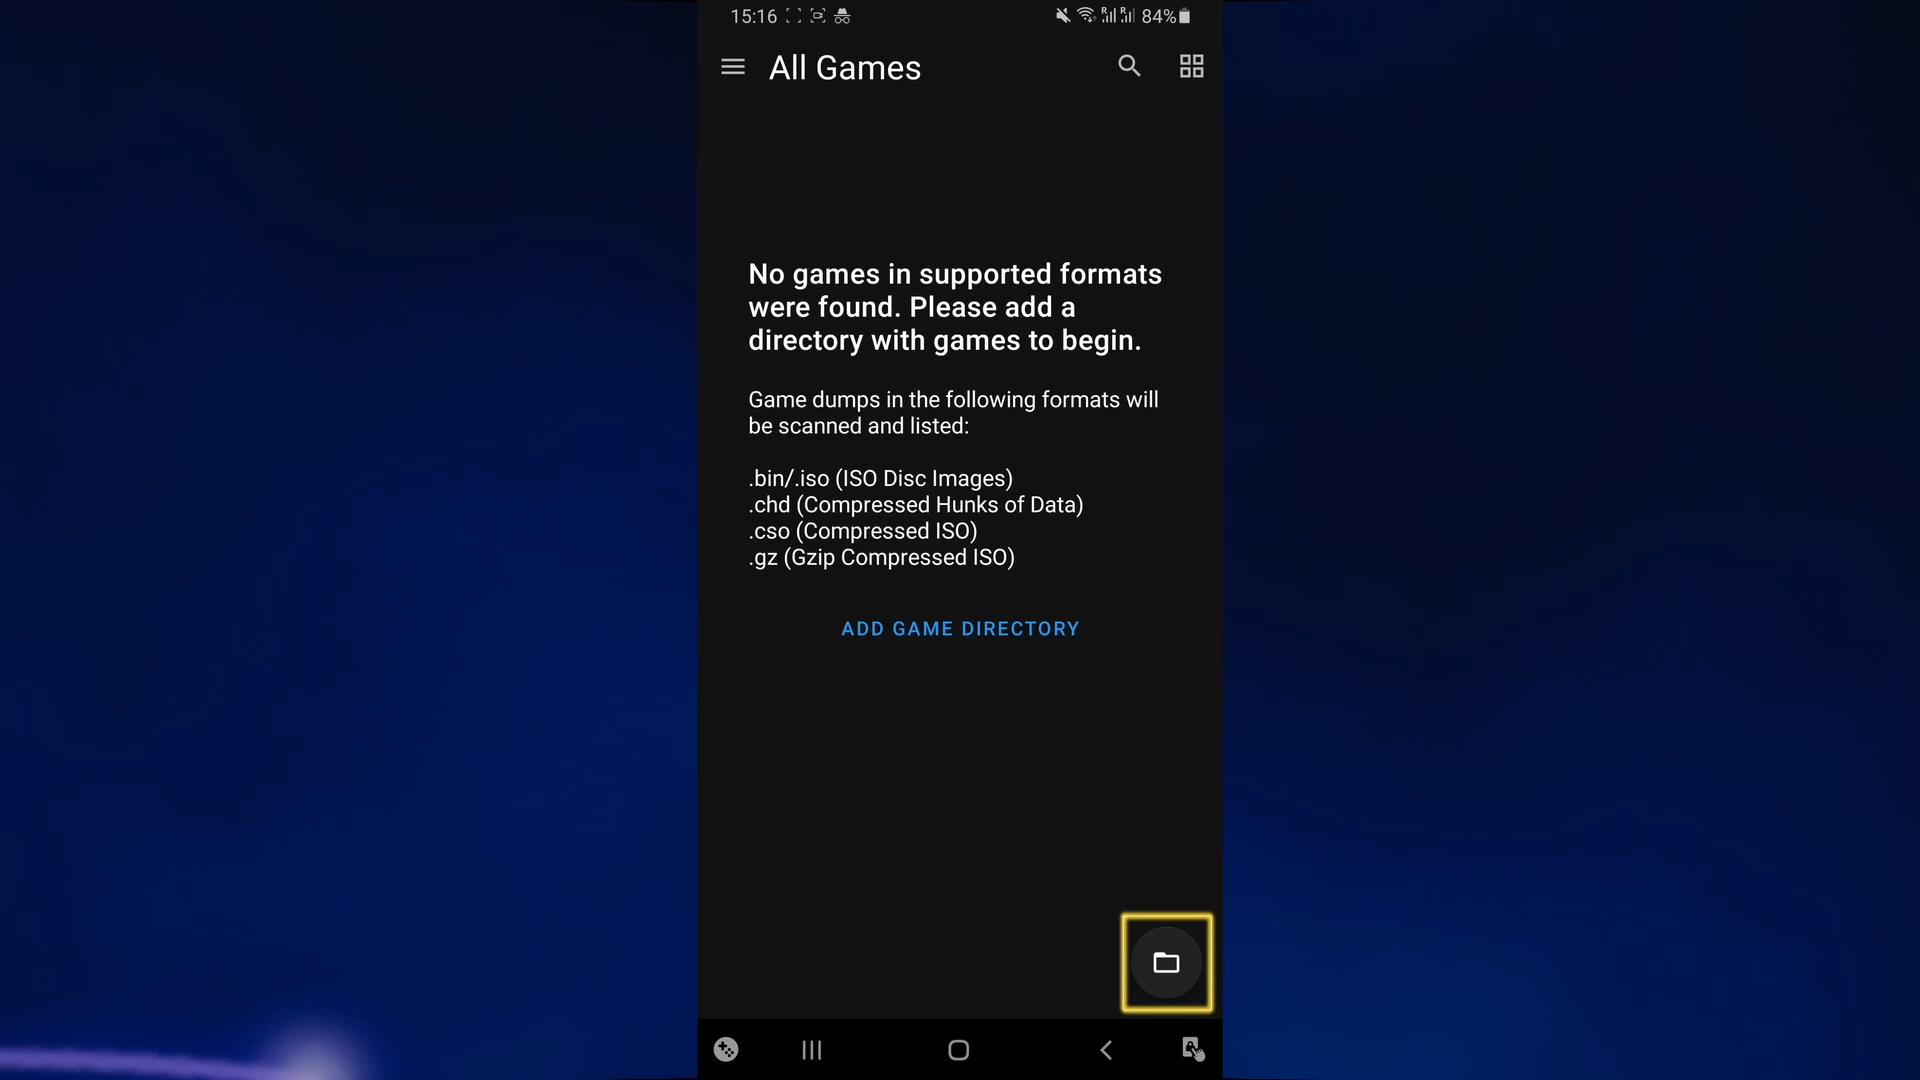 15:16
84%
All Games
No games in supported formats
were found. Please add a
directory with games to begin.
Game dumps in the following formats will
be scanned and listed:
.bin/.iso (ISO Disc Images)
.chd (Compressed Hunks of Data)
.cso (Compressed ISO)
.gz (Gzip Compressed ISO)
ADD GAME DIRECTORY